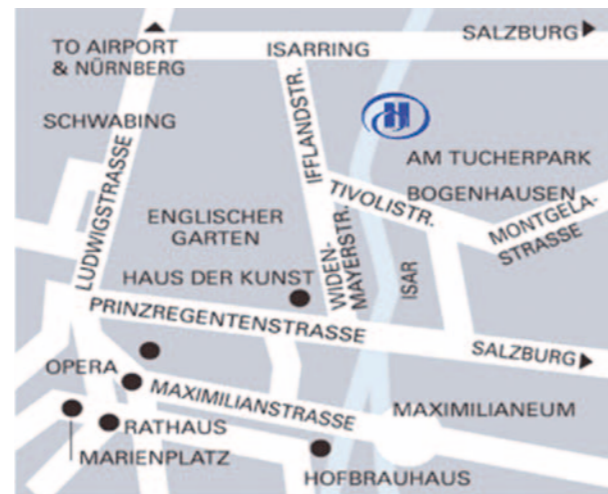 SALZBURG
TO AIRPORT
& NÜRNBERG
ISARRING
SCHWABING
IFFLANDSTR.
AM TUCHERPARK
LUDWIGSTRASSE
TIVOLISTR.
BOGENHAUSEN
MONTGELA-
STRASSE
ENGLISCHER
GARTEN
WIDEN-
MAYERSTR.
ISAR
HAUS DER KUNST
PRINZREGENTENSTRASSE
SALZBURG
OPERA
MAXIMILIANSTRASSE
MAXIMILIANEUM
RATHAUS
MARIENPLATZ
HOFBRAUHAUS